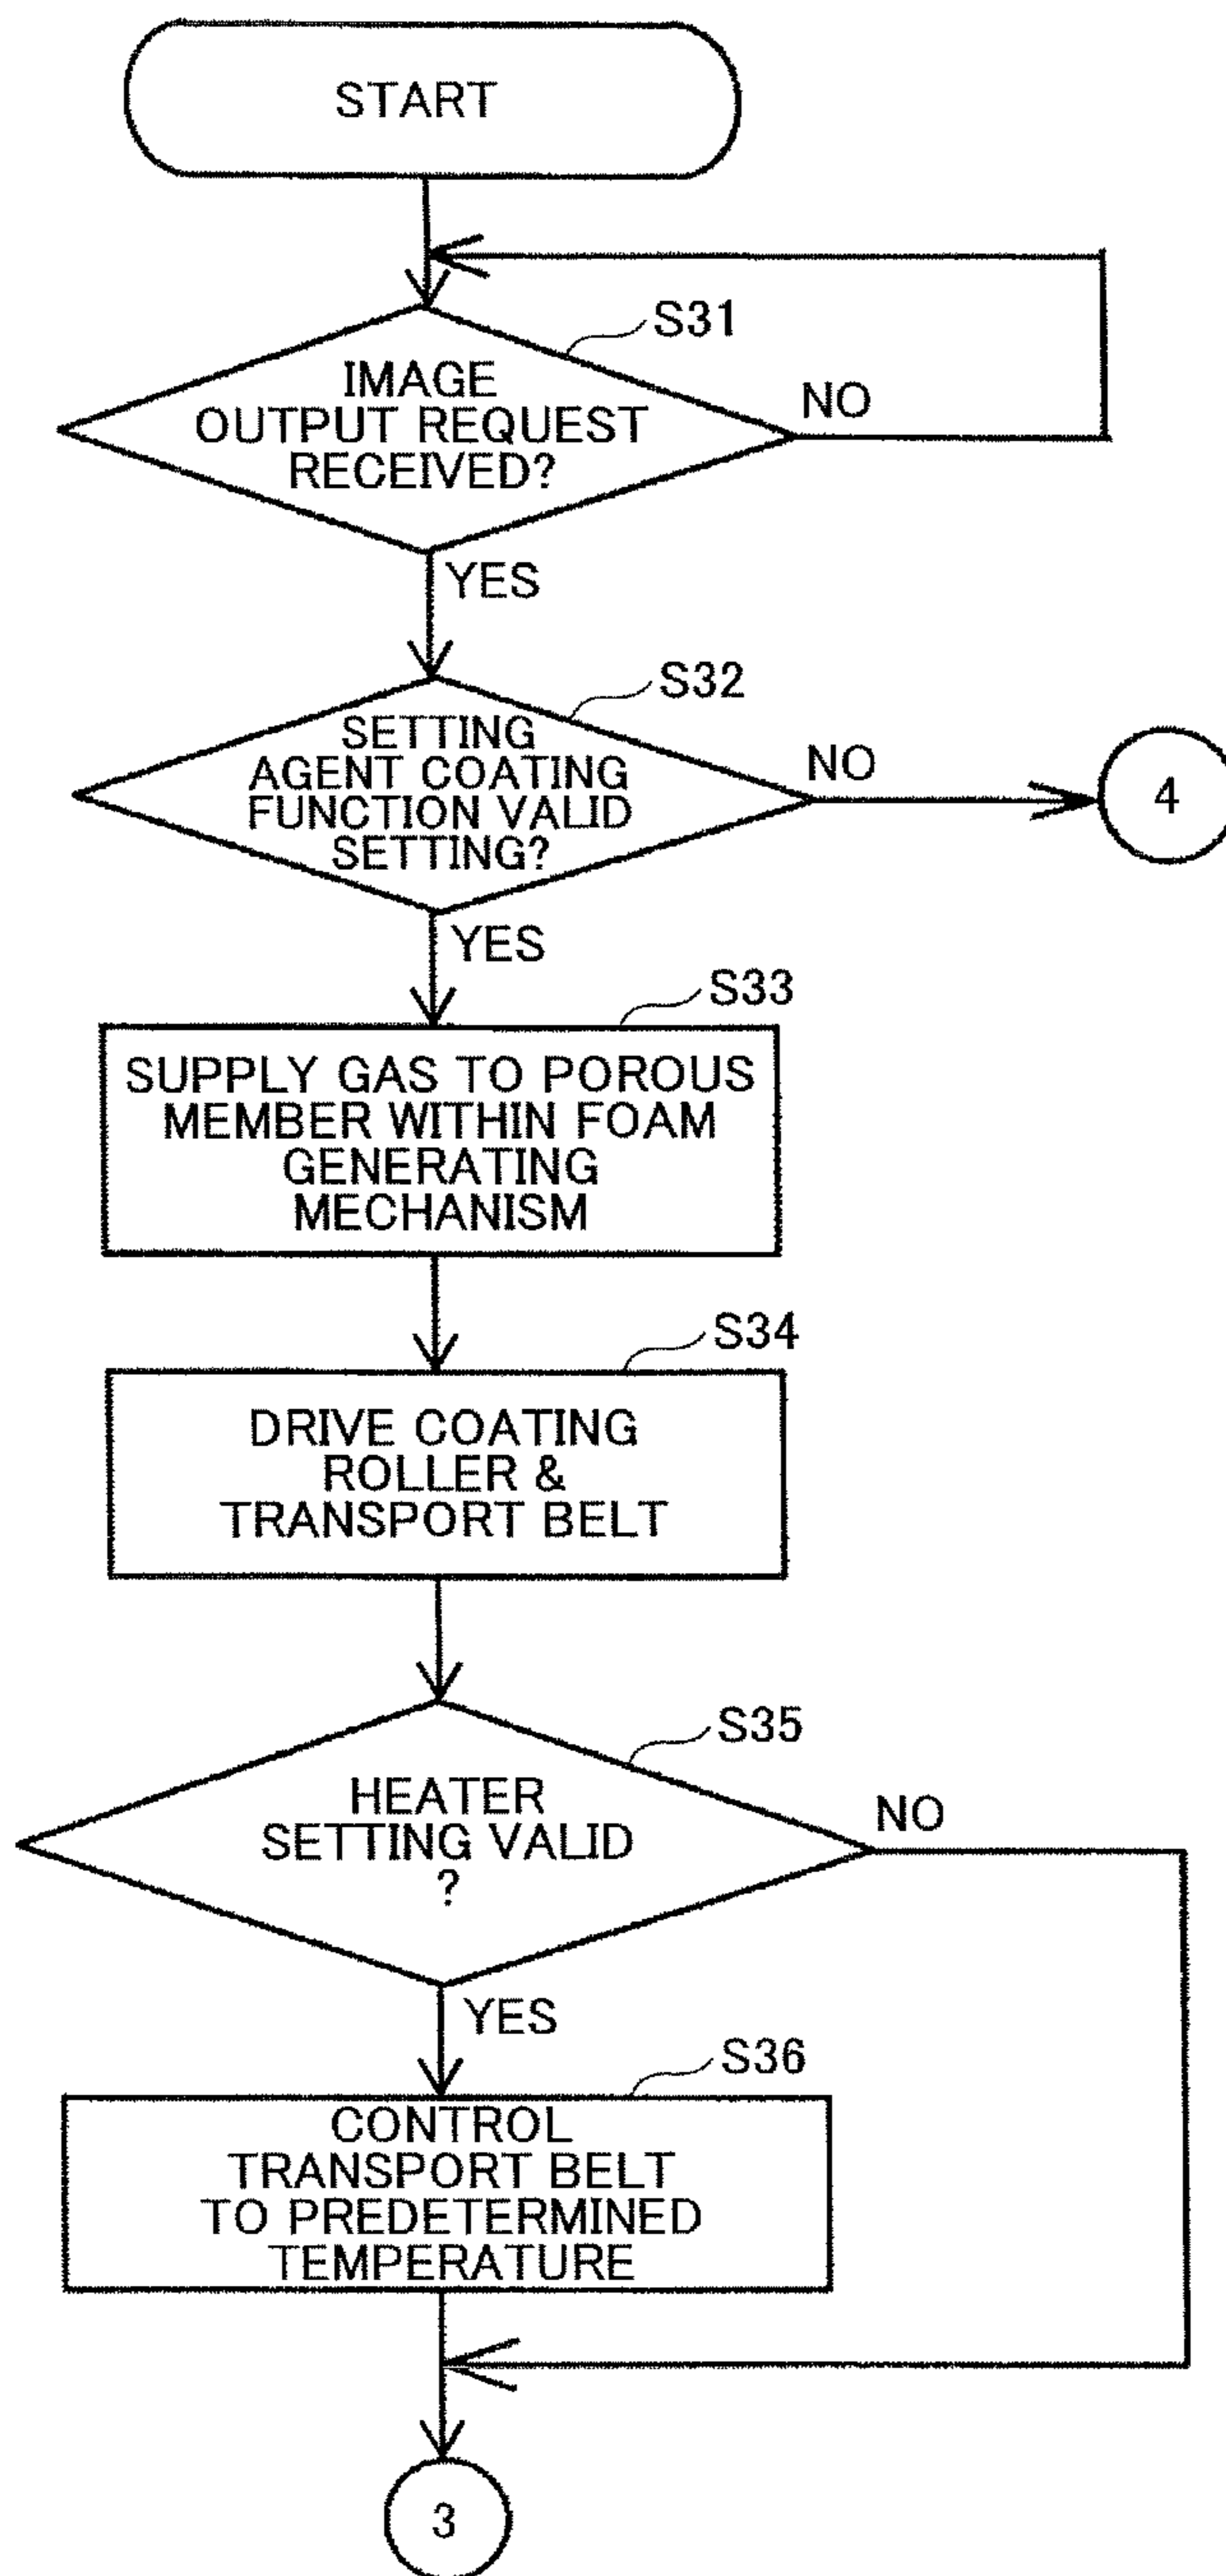 START
S31
IMAGE
OUTPUT REQUEST
RECEIVED?
NO
YES
S32
SETTING
AGENT COATING
FUNCTION VALID
SETTING?
NO
4
YES
S33
SUPPLY GAS TO POROUS
MEMBER WITHIN FOAM
GENERATING
MECHANISM
S34
DRIVE COATING
ROLLER &
TRANSPORT BELT
S35
HEATER
SETTING VALID
?
NO
YES
S36
CONTROL
TRANSPORT BELT
TO PREDETERMINED
TEMPERATURE
3